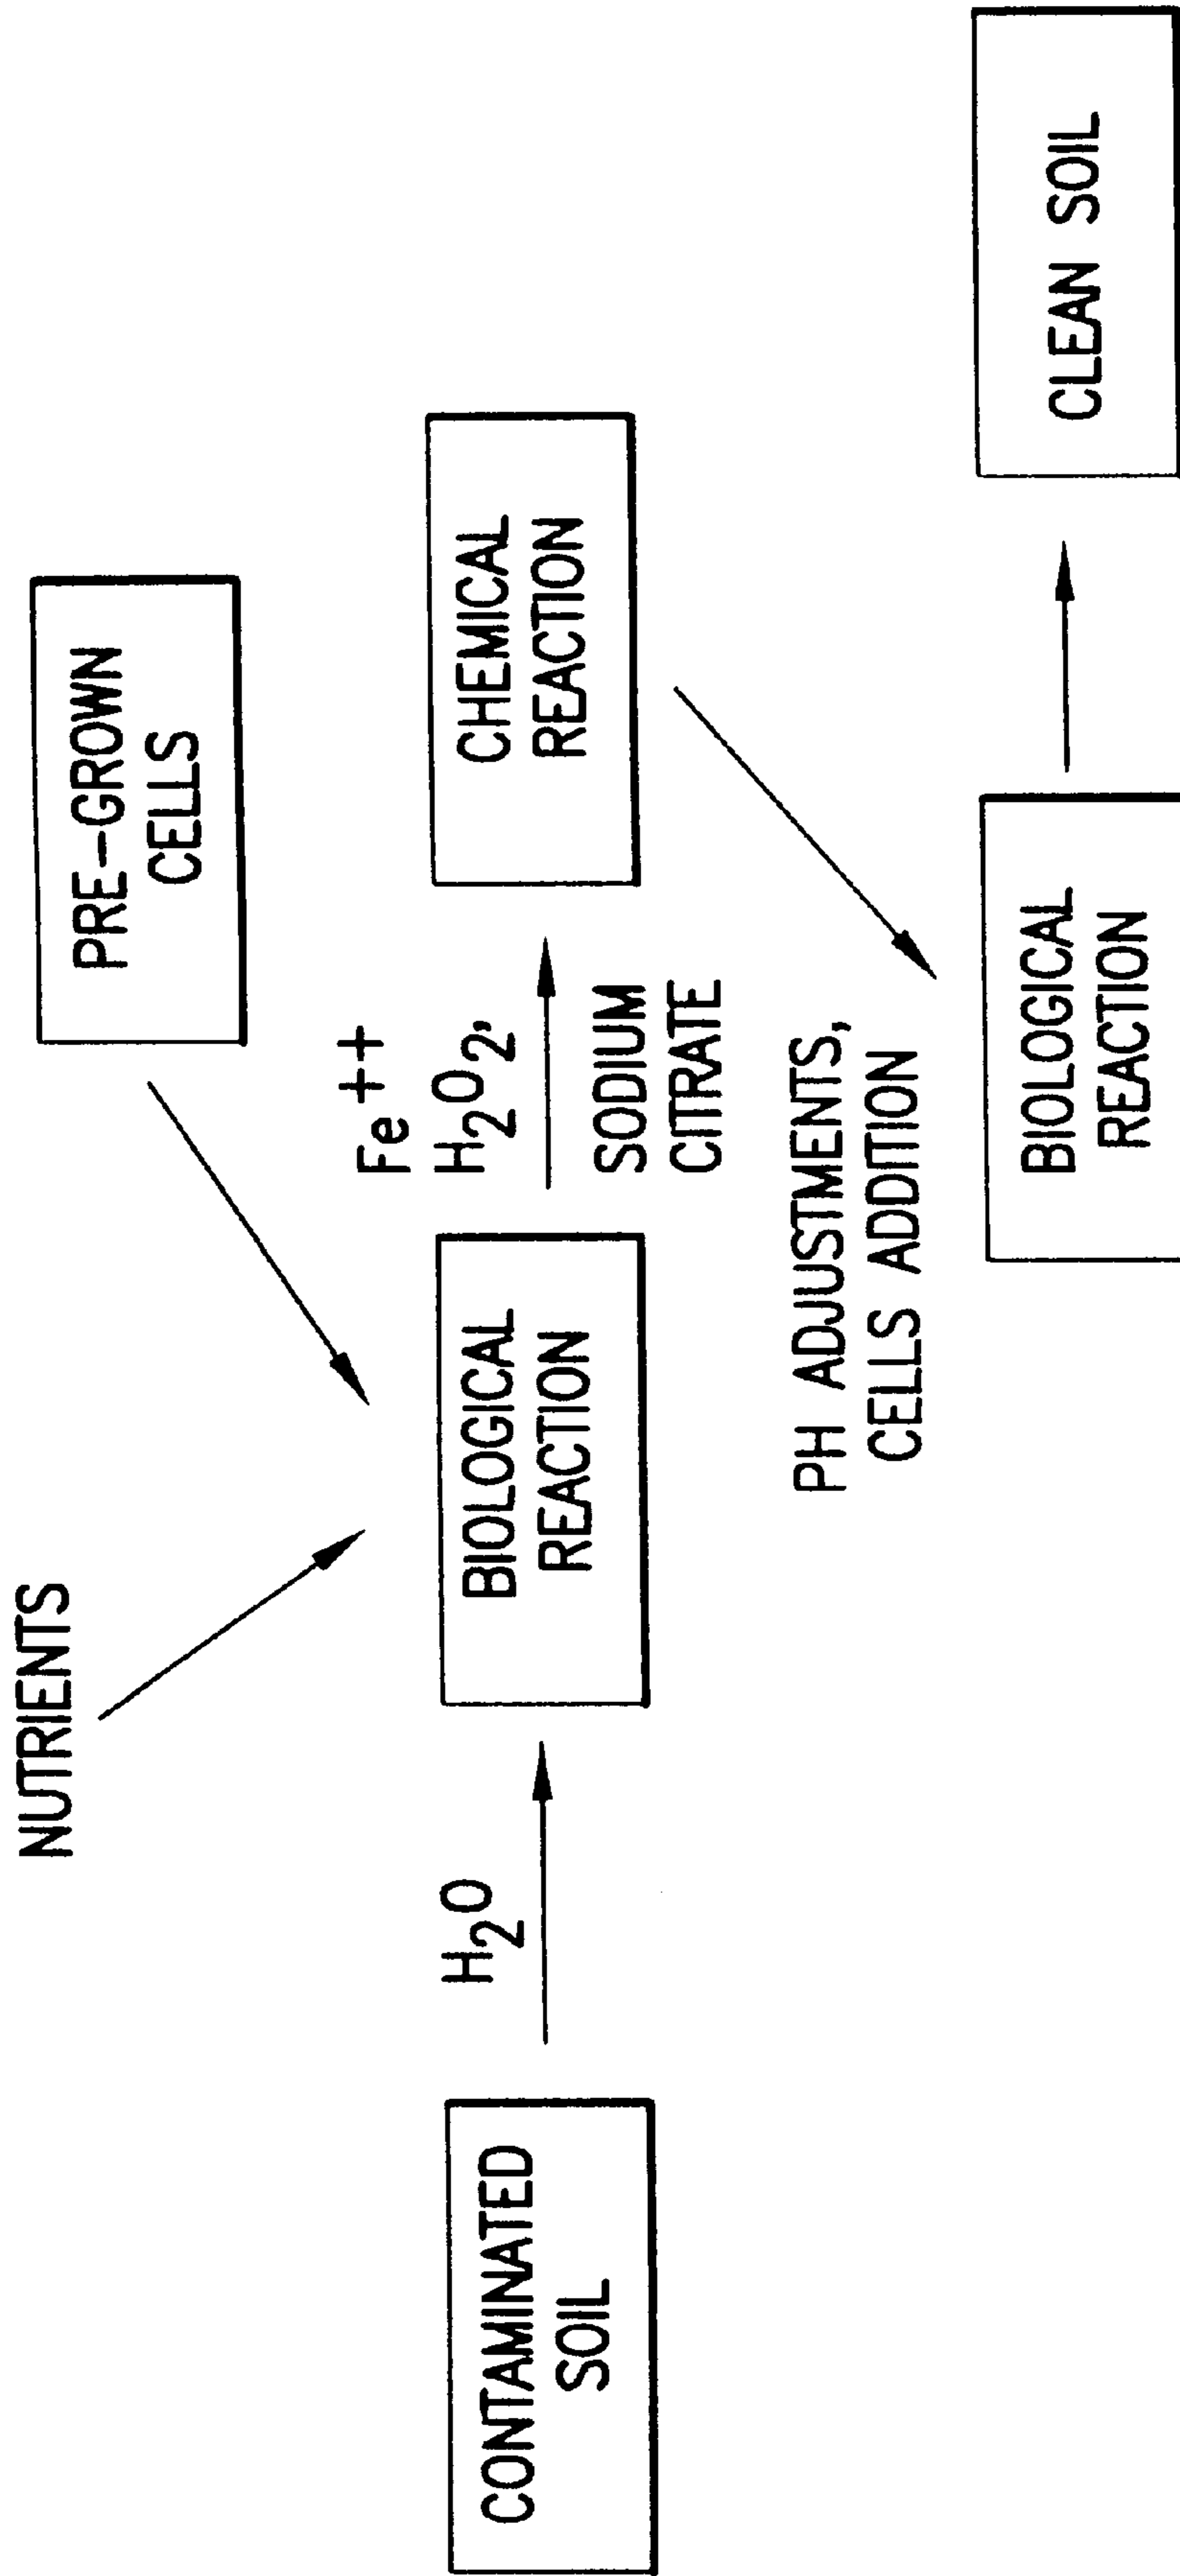 NUTRIENTS
PRE-GROWN
CELLS
CONTAMINATED
SOIL
H2O
BIOLOGICAL
REACTION
Fe++
H2O2,
SODIUM
CITRATE
CHEMICAL
REACTION
PH ADJUSTMENTS,
CELLS ADDITION
BIOLOGICAL
REACTION
CLEAN SOIL